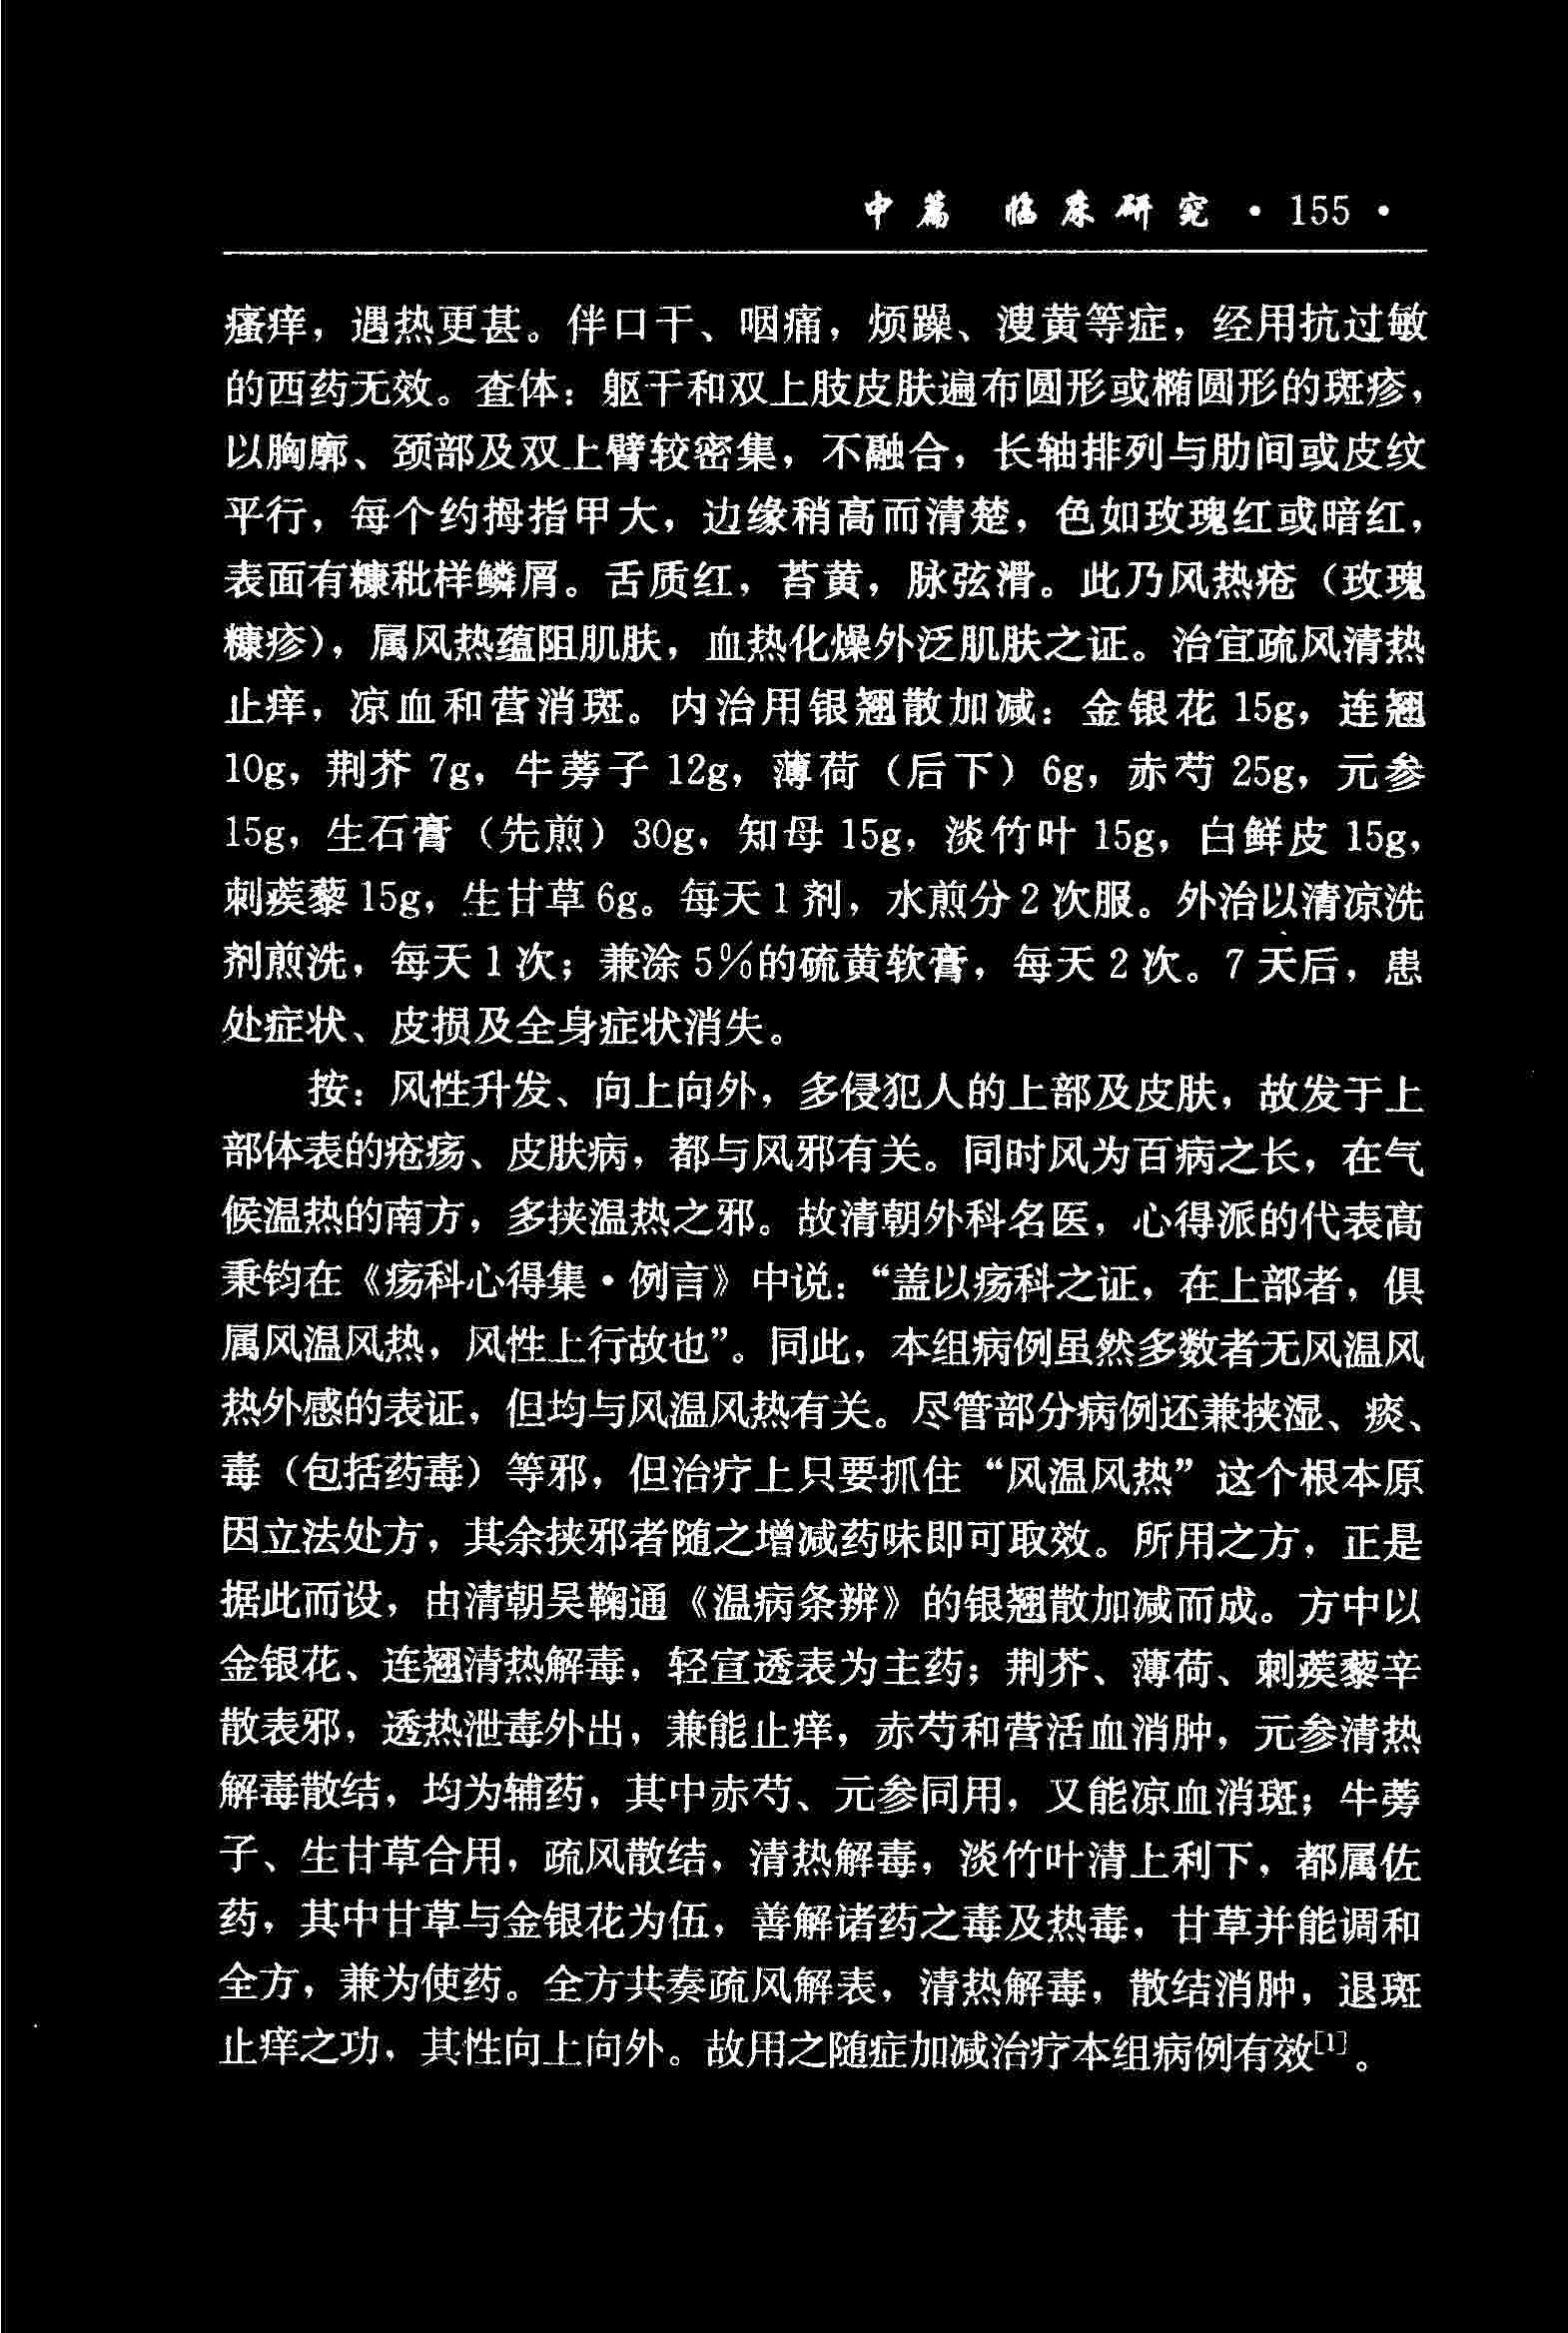 中篇 临床研究 · 155 ·
瘙痒，遇热更甚。伴口干、咽痛，烦躁、溲黄等症，经用抗过敏
的西药无效。查体：躯干和双上肢皮肤遍布圆形或椭圆形的斑疹，
以胸廓、颈部及双上臂较密集，不融合，长轴排列与肋间或皮纹
平行，每个约拇指甲大，边缘稍高而清楚，色如玫瑰红或暗红，
表面有糠秕样鳞屑。舌质红，苔黄，脉弦滑。此乃风热疮（玫瑰
糠疹），属风热蕴阻肌肤，血热化燥外泛肌肤之证。治宜疏风清热
止痒，凉血和营消斑。内治用银翘散加减：金银花 15g，连翘
10g，荆芥 7g，牛蒡子 12g，薄荷（后下）6g，赤芍 25g，元参
15g，生石膏（先煎）30g，知母 15g，淡竹叶 15g，白鲜皮 15g，
刺蒺藜 15g，生甘草 6g。每天 1 剂，水煎分 2 次服。外治以清凉洗
剂煎洗，每天 1 次；兼涂 5%的硫黄软膏，每天 2 次。7 天后，患
处症状、皮损及全身症状消失。
按：风性升发、向上向外，多侵犯人的上部及皮肤，故发于上
部体表的疮疡、皮肤病，都与风邪有关。同时风为百病之长，在气
候温热的南方，多挟温热之邪。故清朝外科名医，心得派的代表高
秉钧在《疡科心得集·例言》中说：“盖以疡科之证，在上部者，俱
属风温风热，风性上行故也”。同此，本组病例虽然多数者无风温风
热外感的表证，但均与风温风热有关。尽管部分病例还兼挟湿、痰、
毒（包括药毒）等邪，但治疗上只要抓住“风温风热”这个根本原
因立法处方，其余挟邪者随之增减药味即可取效。所用之方，正是
据此而设，由清朝吴鞠通《温病条辨》的银翘散加减而成。方中以
金银花、连翘清热解毒，轻宣透表为主药；荆芥、薄荷、刺蒺藜辛
散表邪，透热泄毒外出，兼能止痒，赤芍和营活血消肿，元参清热
解毒散结，均为辅药，其中赤芍、元参同用，又能凉血消斑；牛蒡
子、生甘草合用，疏风散结，清热解毒，淡竹叶清上利下，都属佐
药，其中甘草与金银花为伍，善解诸药之毒及热毒，甘草并能调和
全方，兼为使药。全方共奏疏风解表，清热解毒，散结消肿，退斑
止痒之功，其性向上向外。故用之随症加减治疗本组病例有效[1]。